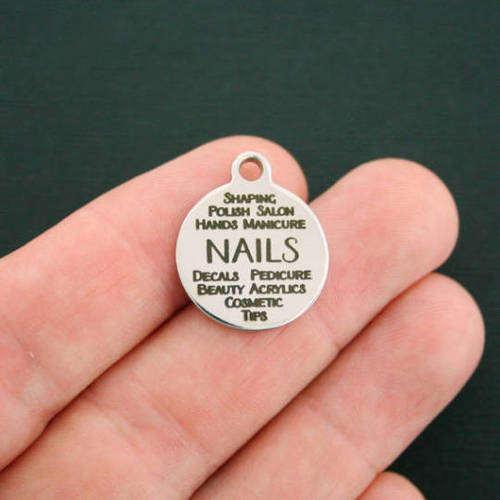 SHAPING
POLISH SALON
HANDS MANICURE
NAILS
DECALS PEDICURE
BEAUTY ACRYLICS
COSMETIC
TIPS